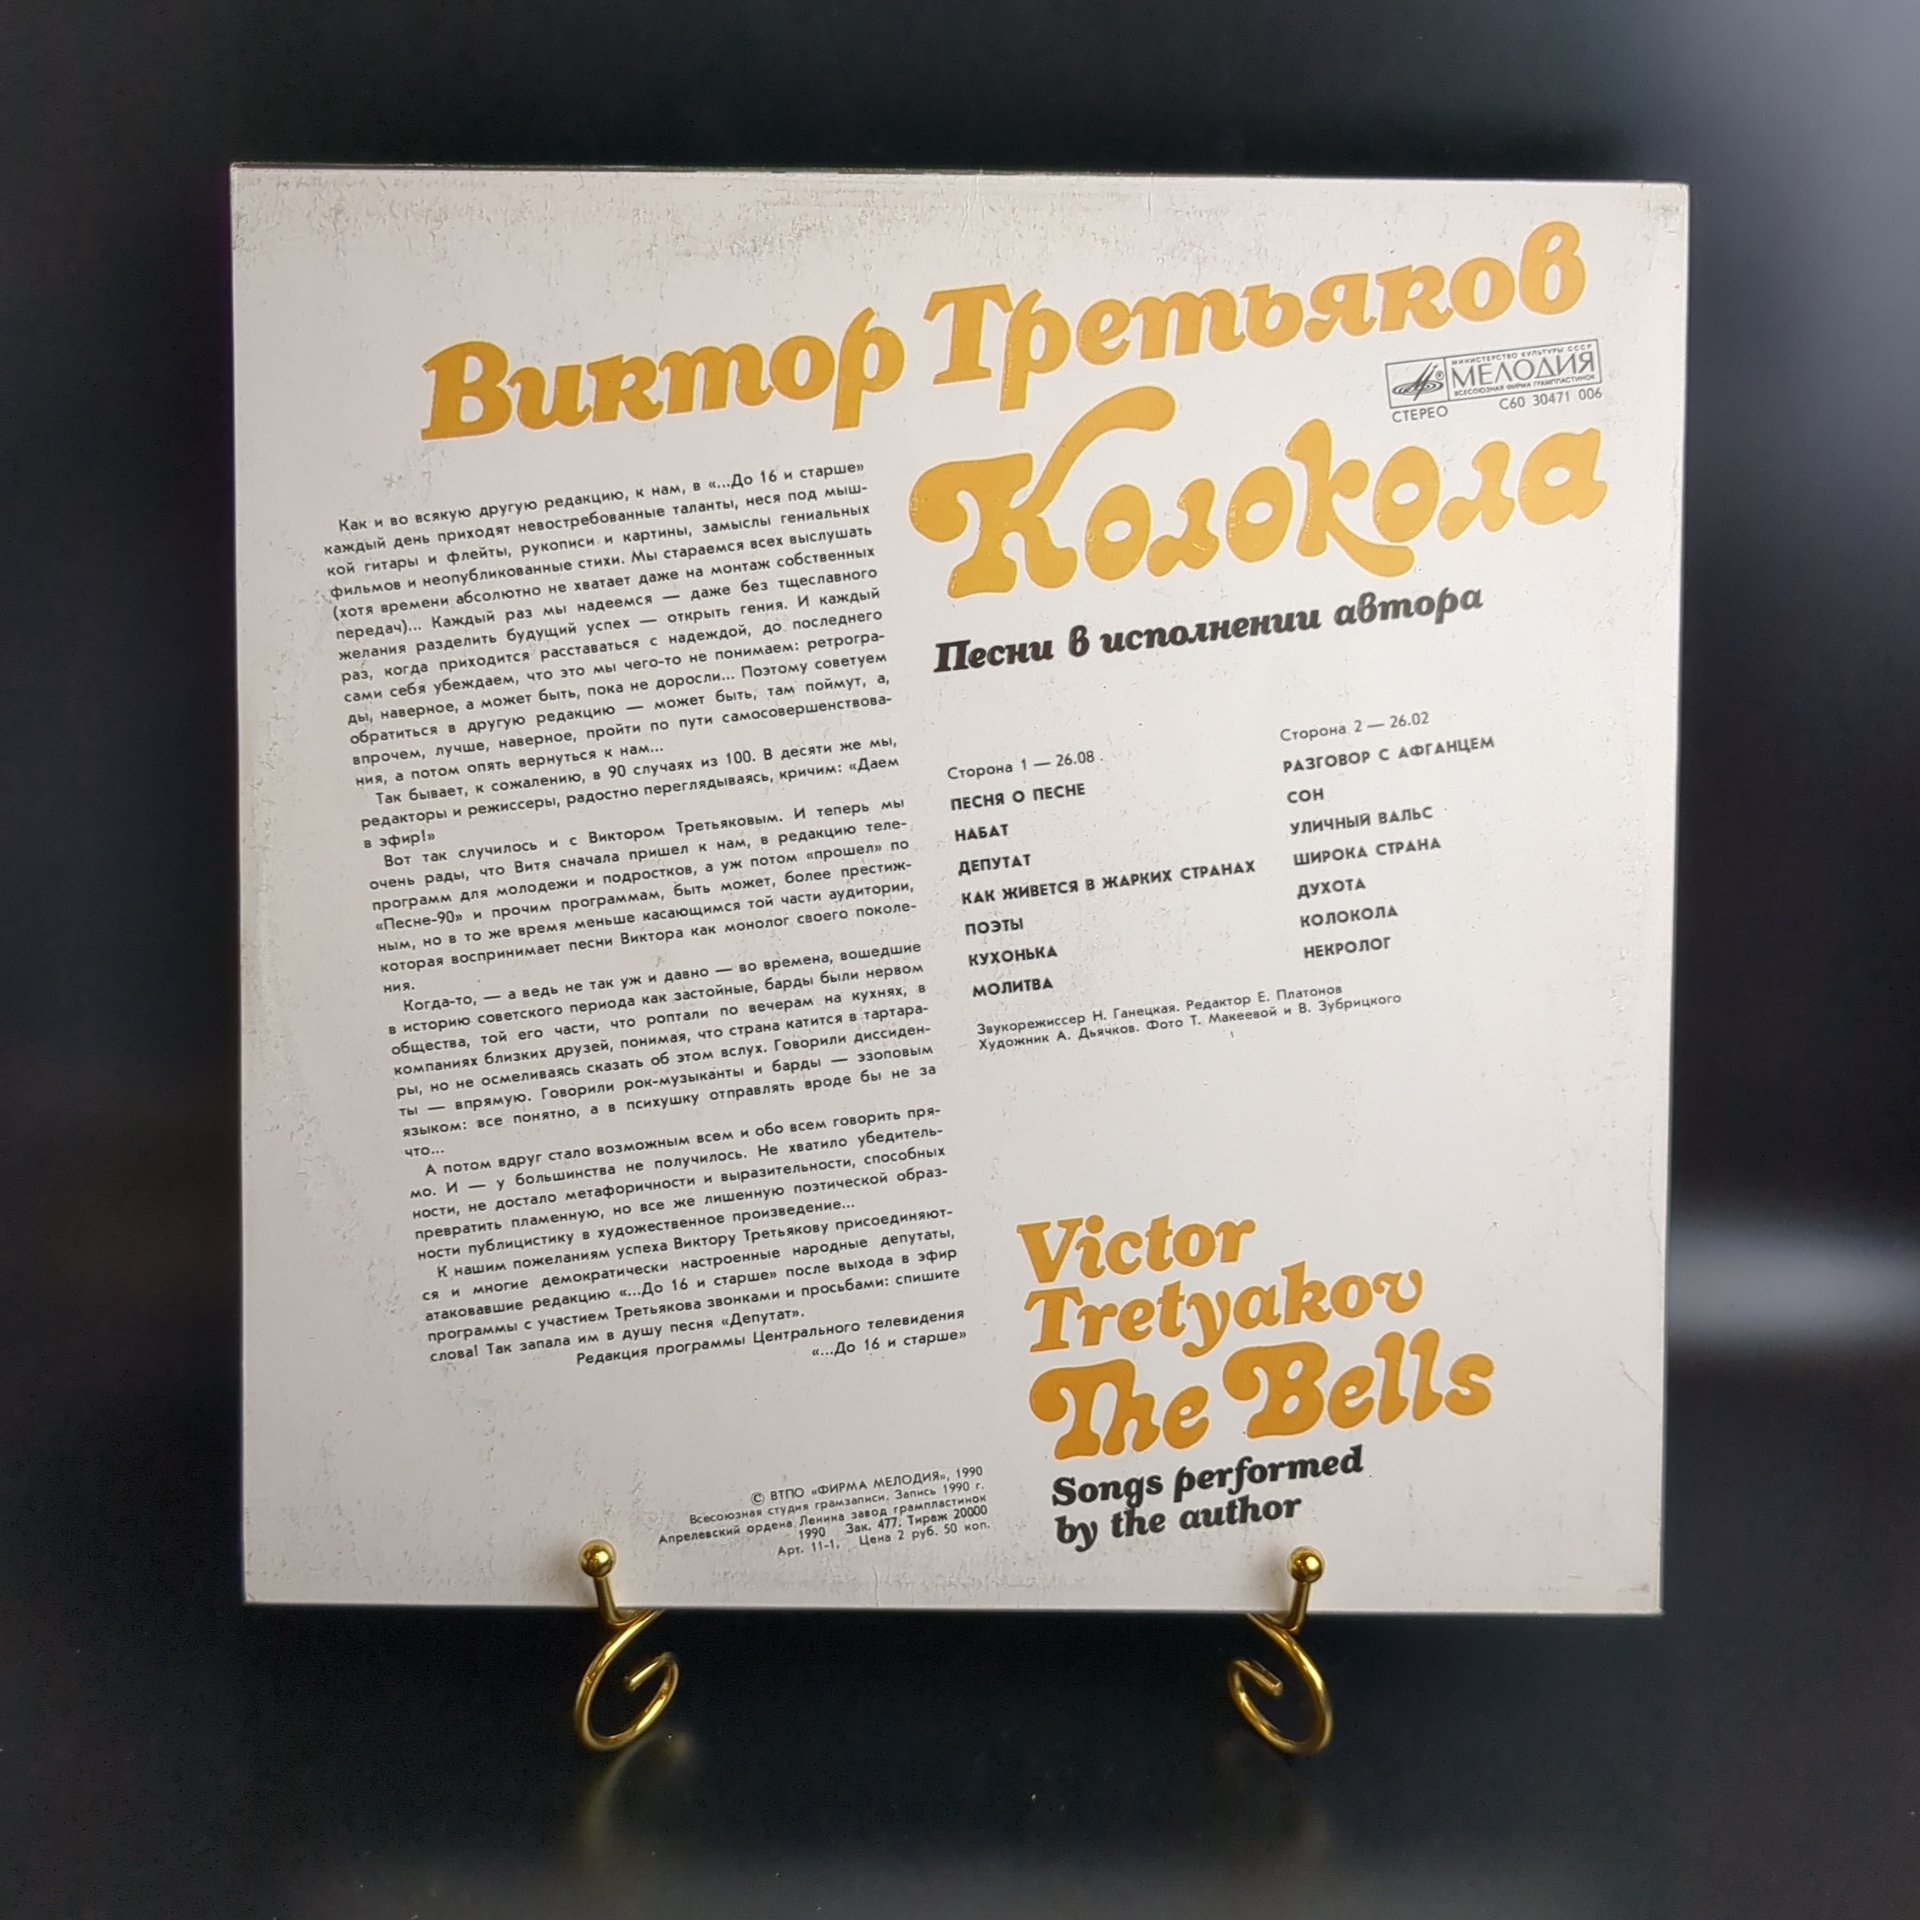 Виктор Третьяков
МИНИСТЕРСТВО КУЛЬТУРЫ СССР
МЕЛОДИЯ
ВСЕСОЮЗНАЯ ФИРМА ГРАМПЛАСТИНОК
СТЕРЕО С60 30471 006
Колокола
Песни в исполнении автора
Как и во всякую другую редакцию, к нам, в «...До 16 и старше»
каждый день приходят невостребованные таланты, неся под мыш-
кой гитары и флейты, рукописи и картины, замыслы гениальных
фильмов и неопубликованные стихи. Мы стараемся всех выслушать
(хотя времени абсолютно не хватает даже на монтаж собственных
передач)... Каждый раз мы надеемся — даже без тщеславного
желания разделить будущий успех — открыть гения. И каждый
раз, когда приходится расставаться с надеждой, до последнего
сами себя убеждаем, что это мы чего-то не понимаем: ретрогра-
ды, наверное, а может быть, пока не доросли... Поэтому советуем
обратиться в другую редакцию — может быть, там поймут, а,
впрочем, лучше, наверное, пройти по пути самосовершенствова-
ния, а потом опять вернуться к нам...
Так бывает, к сожалению, в 90 случаях из 100. В десяти же мы,
редакторы и режиссеры, радостно переглядываясь, кричим: «Даем
в эфир!»
Вот так случилось и с Виктором Третьяковым. И теперь мы
очень рады, что Витя сначала пришел к нам, в редакцию теле-
программ для молодежи и подростков, а уж потом «прошел» по
«Песне-90» и прочим программам, быть может, более престиж-
ным, но в то же время меньше касающимся той части аудитории,
которая воспринимает песни Виктора как монолог своего поколе-
ния.
Когда-то, — а ведь не так уж и давно — во времена, вошедшие
в историю советского периода как застойные, барды были нервом
общества, той его части, что роптали по вечерам на кухнях, в
компаниях близких друзей, понимая, что страна катится в тартара-
ры, но не осмеливаясь сказать об этом вслух. Говорили диссиден-
ты — впрямую. Говорили рок-музыканты и барды — эзоповым
языком: все понятно, а в психушку отправлять вроде бы не за
что...
А потом вдруг стало возможным всем и обо всем говорить пря-
мо. И — у большинства не получилось. Не хватило убедитель-
ности, не достало метафоричности и выразительности, способных
превратить пламенную, но все же лишенную поэтической образ-
ности публицистику в художественное произведение...
К нашим пожеланиям успеха Виктору Третьякову присоединяют-
ся и многие демократически настроенные народные депутаты,
атаковавшие редакцию «...До 16 и старше» после выхода в эфир
программы с участием Третьякова звонками и просьбами: спишите
слова! Так запала им в душу песня «Депутат».
Редакция программы Центрального телевидения
«...До 16 и старше»
Сторона 1 — 26.08
ПЕСНЯ О ПЕСНЕ
НАБАТ
ДЕПУТАТ
КАК ЖИВЕТСЯ В ЖАРКИХ СТРАНАХ
ПОЭТЫ
КУХОНЬКА
МОЛИТВА
Сторона 2 — 26.02
РАЗГОВОР С АФГАНЦЕМ
СОН
УЛИЧНЫЙ ВАЛЬС
ШИРОКА СТРАНА
ДУХОТА
КОЛОКОЛА
НЕКРОЛОГ
Звукорежиссер Н. Ганецкая. Редактор Е. Платонов
Художник А. Дьячков. Фото Т. Макеевой и В. Зубрицкого
Victor
Tretyakov
The Bells
Songs performed
by the author
© ВТПО «ФИРМА МЕЛОДИЯ», 1990
Всесоюзная студия грамзаписи. Запись 1990 г.
Апрелевский ордена Ленина завод грампластинок
1990 Зак. 477. Тираж 20000
Арт. 11-1. Цена 2 руб. 50 коп.